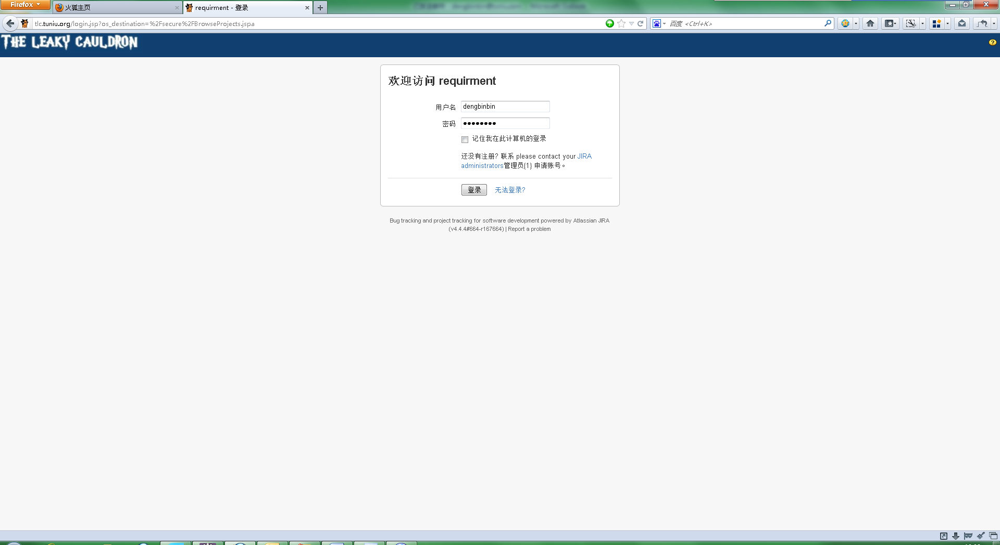 Firefox
火狐主页
requirment - 登录
tlc.tuniu.org/login.jsp?os_destination=%2Fsecure%2FBrowseProjects.jspa
百度 <Ctrl+K>
THE LEAKY CAULDRON
欢迎访问 requirment
用户名 dengbinbin
密码 ●●●●●●●●
记住我在此计算机的登录
还没有注册? 联系 please contact your JIRA
administrators管理员{1} 申请账号。
登录 无法登录?
Bug tracking and project tracking for software development powered by Atlassian JIRA
(v4.4.4#664-r167664) | Report a problem